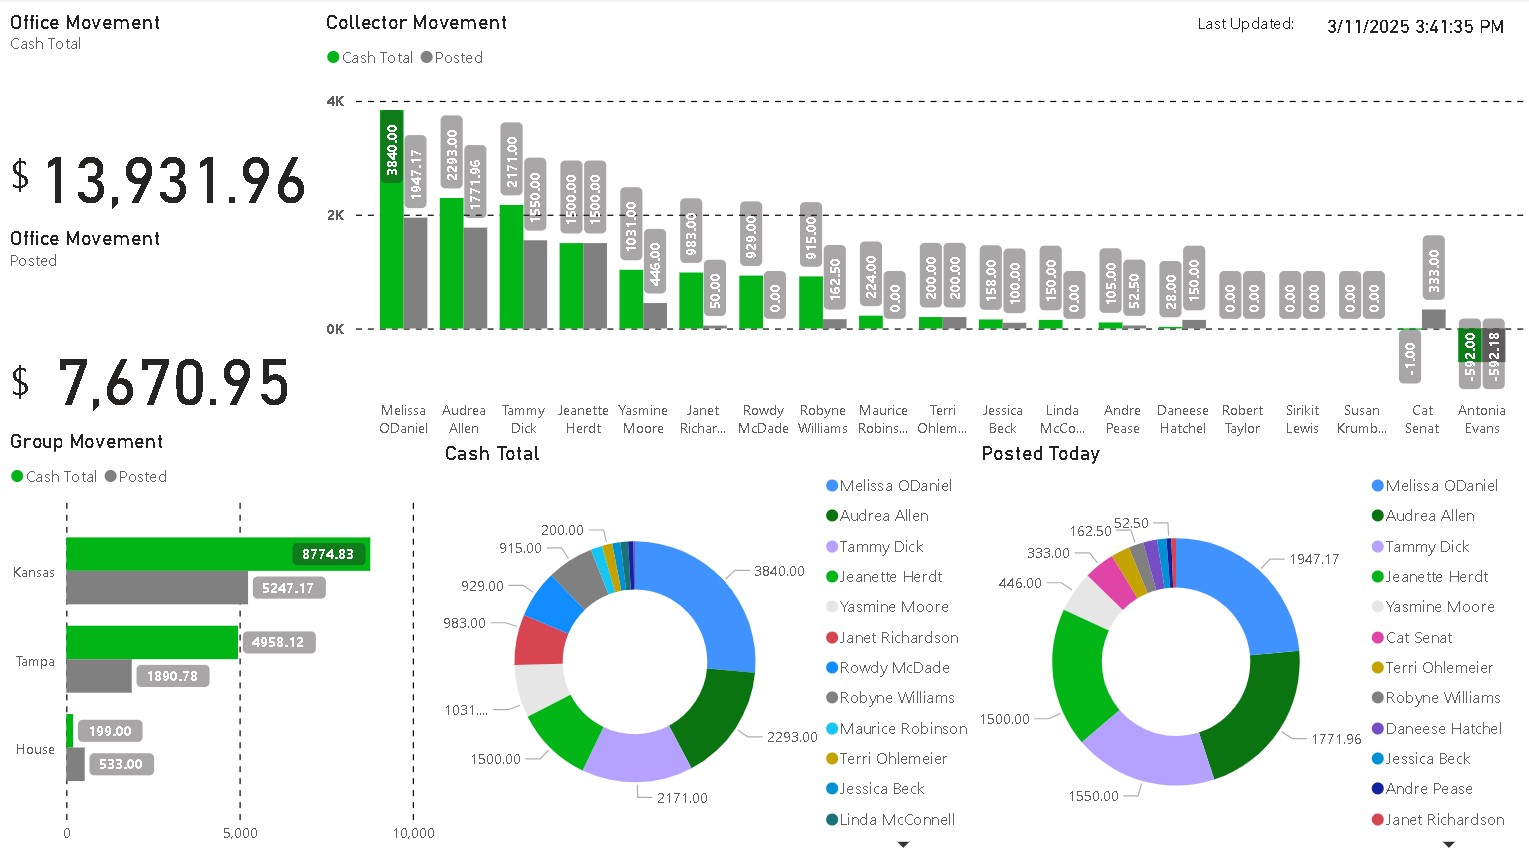 Office Movement
Cash Total
$ 13,931.96
Office Movement
Posted
$ 7,670.95
Collector Movement
Cash Total Posted
Last Updated: 3/11/2025 3:41:35 PM
4K
2K
0K
3840.00 1947.17
2293.00 1771.96
2171.00 1550.00
1500.00 1500.00
1031.00 446.00
983.00 50.00
929.00 0.00
915.00 162.50
224.00 0.00
200.00 200.00
158.00 100.00
150.00 0.00
105.00 52.50
28.00 150.00
0.00 0.00
0.00 0.00
0.00 0.00
-1.00 333.00
-592.00 -592.18
Melissa ODaniel
Audrea Allen
Tammy Dick
Jeanette Herdt
Yasmine Moore
Janet Richar...
Rowdy McDade
Robyne Williams
Maurice Robins...
Terri Ohlem...
Jessica Beck
Linda McCo...
Andre Pease
Daneese Hatchel
Robert Taylor
Sirikit Lewis
Susan Krumb...
Cat Senat
Antonia Evans
Group Movement
Cash Total Posted
Kansas
8774.83
5247.17
Tampa
4958.12
1890.78
House
199.00
533.00
0 5,000 10,000
Cash Total
200.00
915.00
929.00
983.00
1031....
1500.00
2171.00
2293.00
3840.00
Melissa ODaniel
Audrea Allen
Tammy Dick
Jeanette Herdt
Yasmine Moore
Janet Richardson
Rowdy McDade
Robyne Williams
Maurice Robinson
Terri Ohlemeier
Jessica Beck
Linda McConnell
Posted Today
52.50
162.50
333.00
446.00
1500.00
1550.00
1771.96
1947.17
Melissa ODaniel
Audrea Allen
Tammy Dick
Jeanette Herdt
Yasmine Moore
Cat Senat
Terri Ohlemeier
Robyne Williams
Daneese Hatchel
Jessica Beck
Andre Pease
Janet Richardson